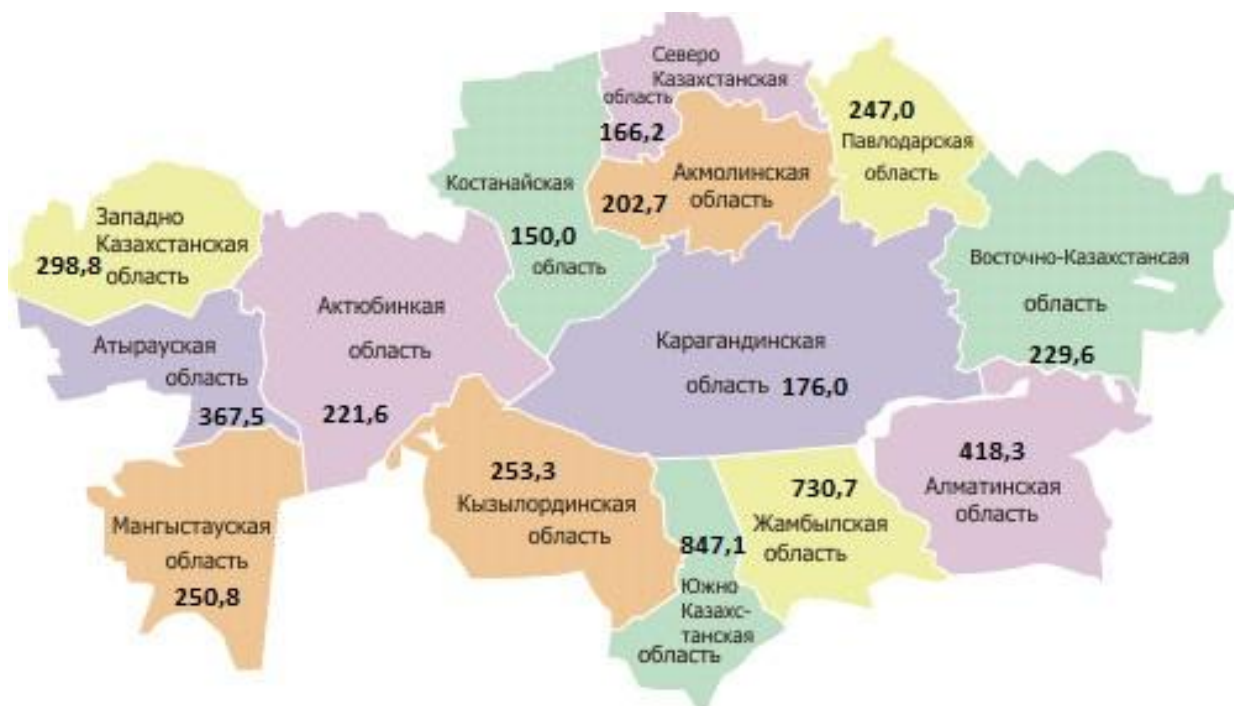 Северо
Казахстанская
область
166,2
247,0
Павлодарская
область
Костанайская
150,0
область
Акмолинская
202,7
область
Западно
Казахстанская
298,8
область
Восточно-Казахстансая
область
229,6
Актюбинкая
область
221,6
Атырауская
область
367,5
Карагандинская
область 176,0
418,3
Алматинская
область
253,3
Кызылординская
область
730,7
Жамбылская
область
Мангыстауская
область
250,8
847,1
Южно
Казахс-
танская
область